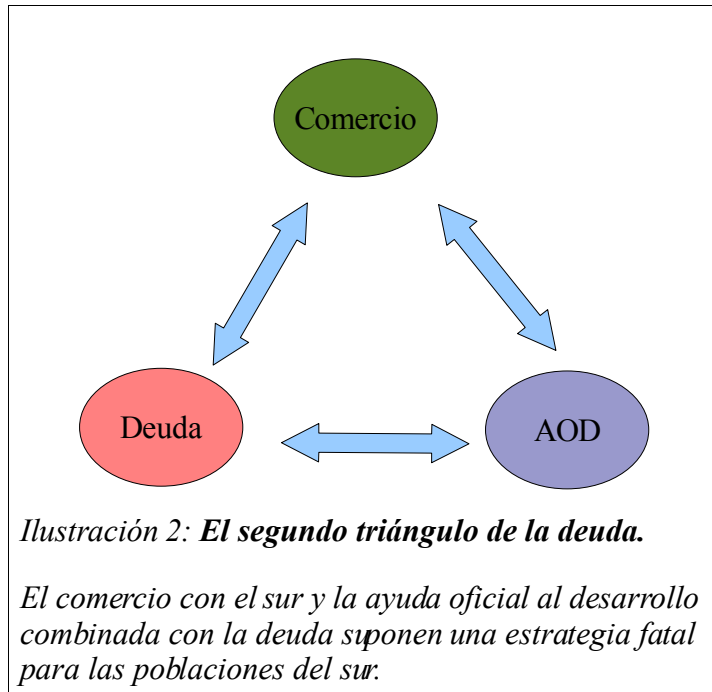 Comercio
Deuda
AOD
Ilustración 2: El segundo triángulo de la deuda.
El comercio con el sur y la ayuda oficial al desarrollo
combinada con la deuda suponen una estrategia fatal
para las poblaciones del sur.